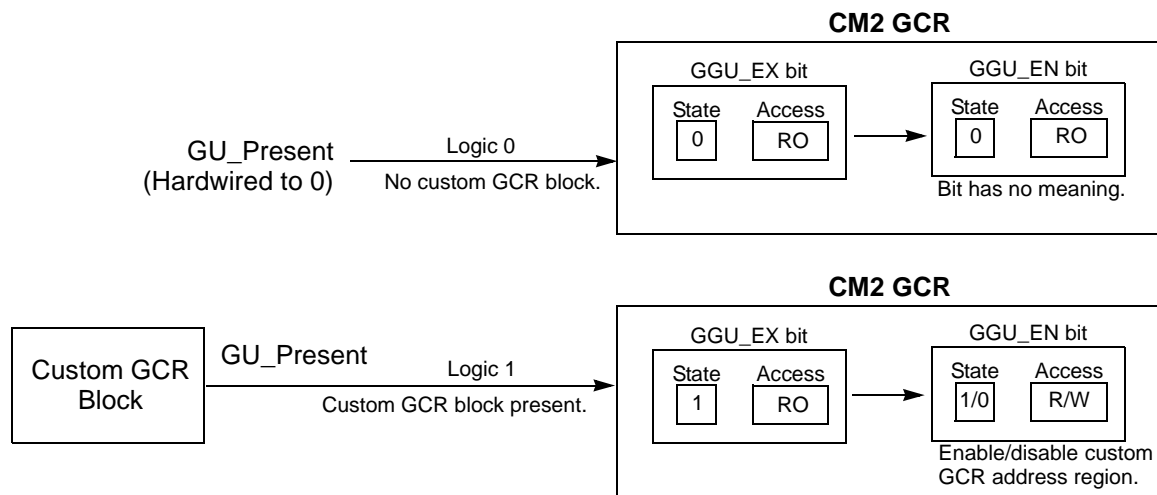 CM2 GCR
GGU_EX bit
GGU_EN bit
State Access
State Access
0 RO
0 RO
Bit has no meaning.
GU_Present
(Hardwired to 0)
Logic 0
No custom GCR block.
CM2 GCR
GGU_EX bit
GGU_EN bit
Custom GCR
Block
GU_Present
Logic 1
Custom GCR block present.
State Access
State Access
1 RO
1/0 R/W
Enable/disable custom
GCR address region.